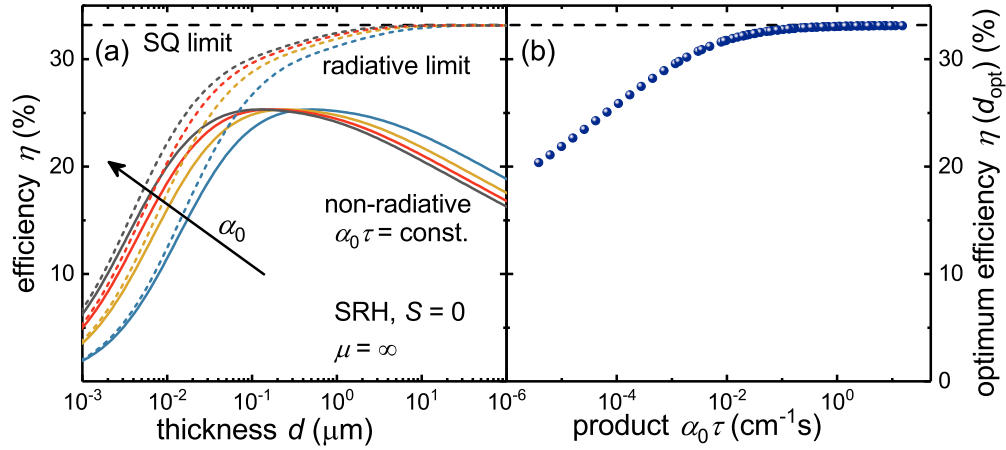 (a)
SQ limit
radiative limit
α₀
non-radiative
α₀τ = const.
SRH, S = 0
μ = ∞
efficiency η (%)
30
20
10
10⁻³
10⁻²
10⁻¹
10⁰
10¹
10²
thickness d (μm)
(b)
10⁻⁶
10⁻⁴
10⁻²
10⁰
product α₀τ (cm⁻¹s)
30
20
10
0
optimum efficiency η (dopt) (%)